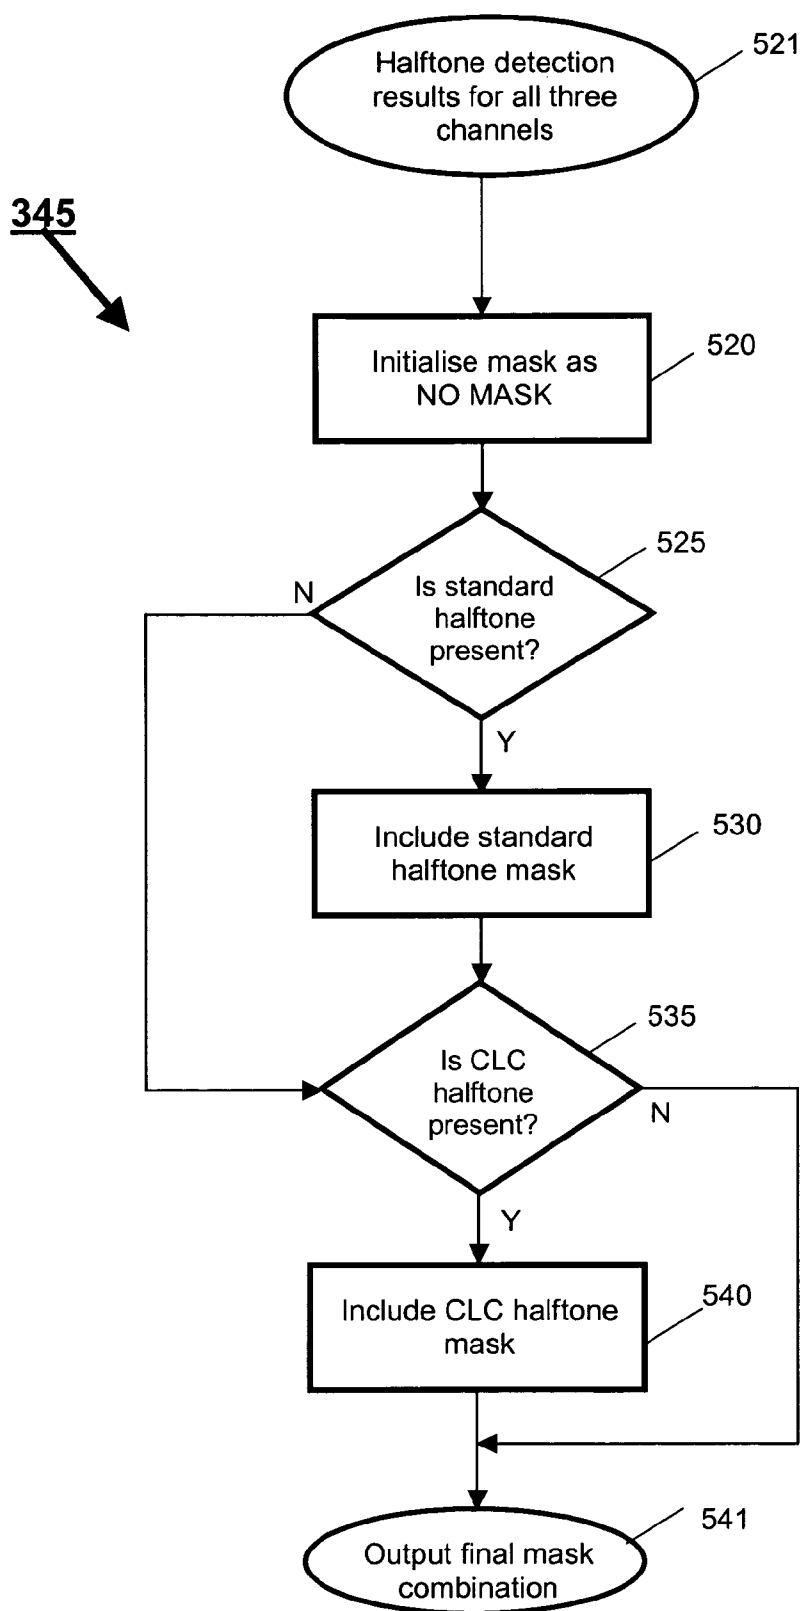 Halftone detection
results for all three
channels
521
345
Initialise mask as
NO MASK
520
525
N
Is standard
halftone
present?
Y
Include standard
halftone mask
530
535
Is CLC
halftone
present?
N
Y
Include CLC halftone
mask
540
Output final mask
combination
541